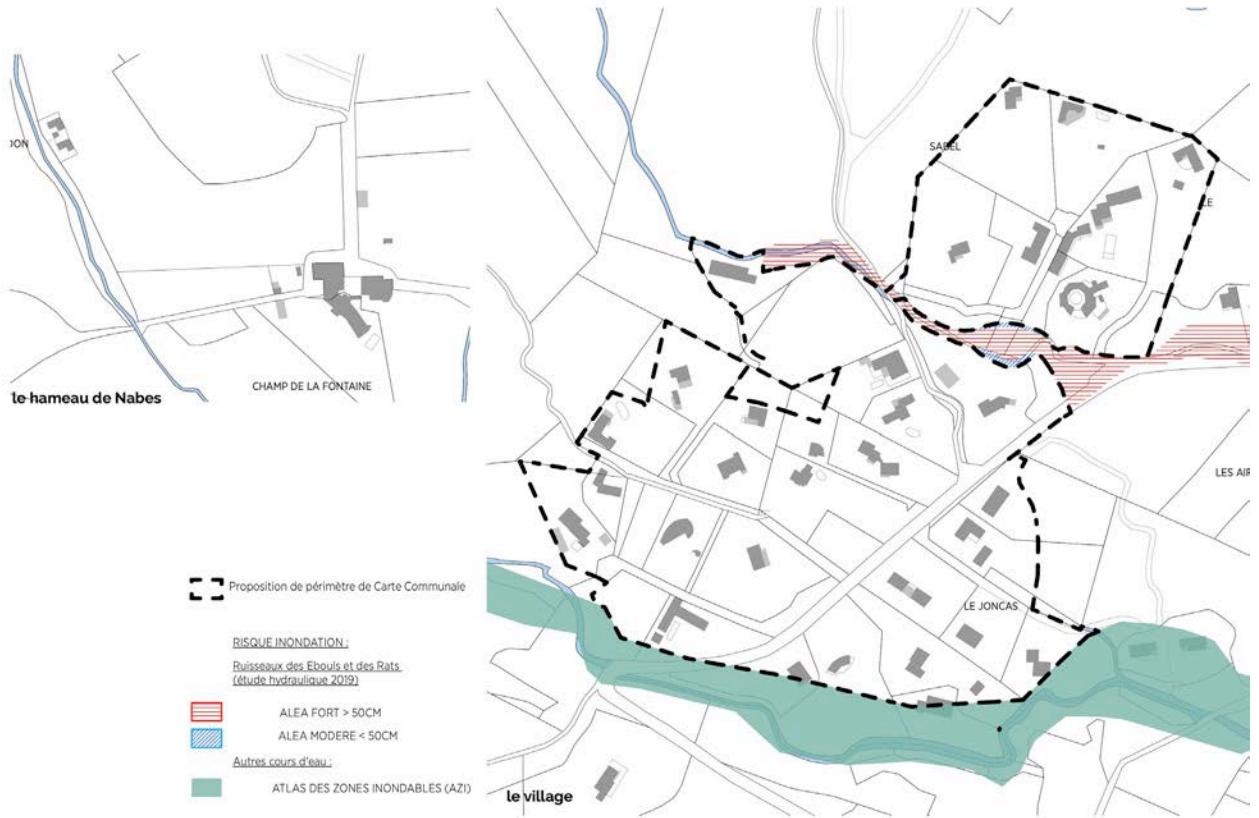 CHAMP DE LA FONTAINE
le hameau de Nabes
SABEL
LES AIR
LE JONCAS
le village
Proposition de périmètre de Carte Communale
RISQUE INONDATION :
Ruisseaux des Ebouls et des Rats
(étude hydraulique 2019)
ALEA FORT > 50CM
ALEA MODERE < 50CM
Autres cours d'eau :
ATLAS DES ZONES INONDABLES (AZI)